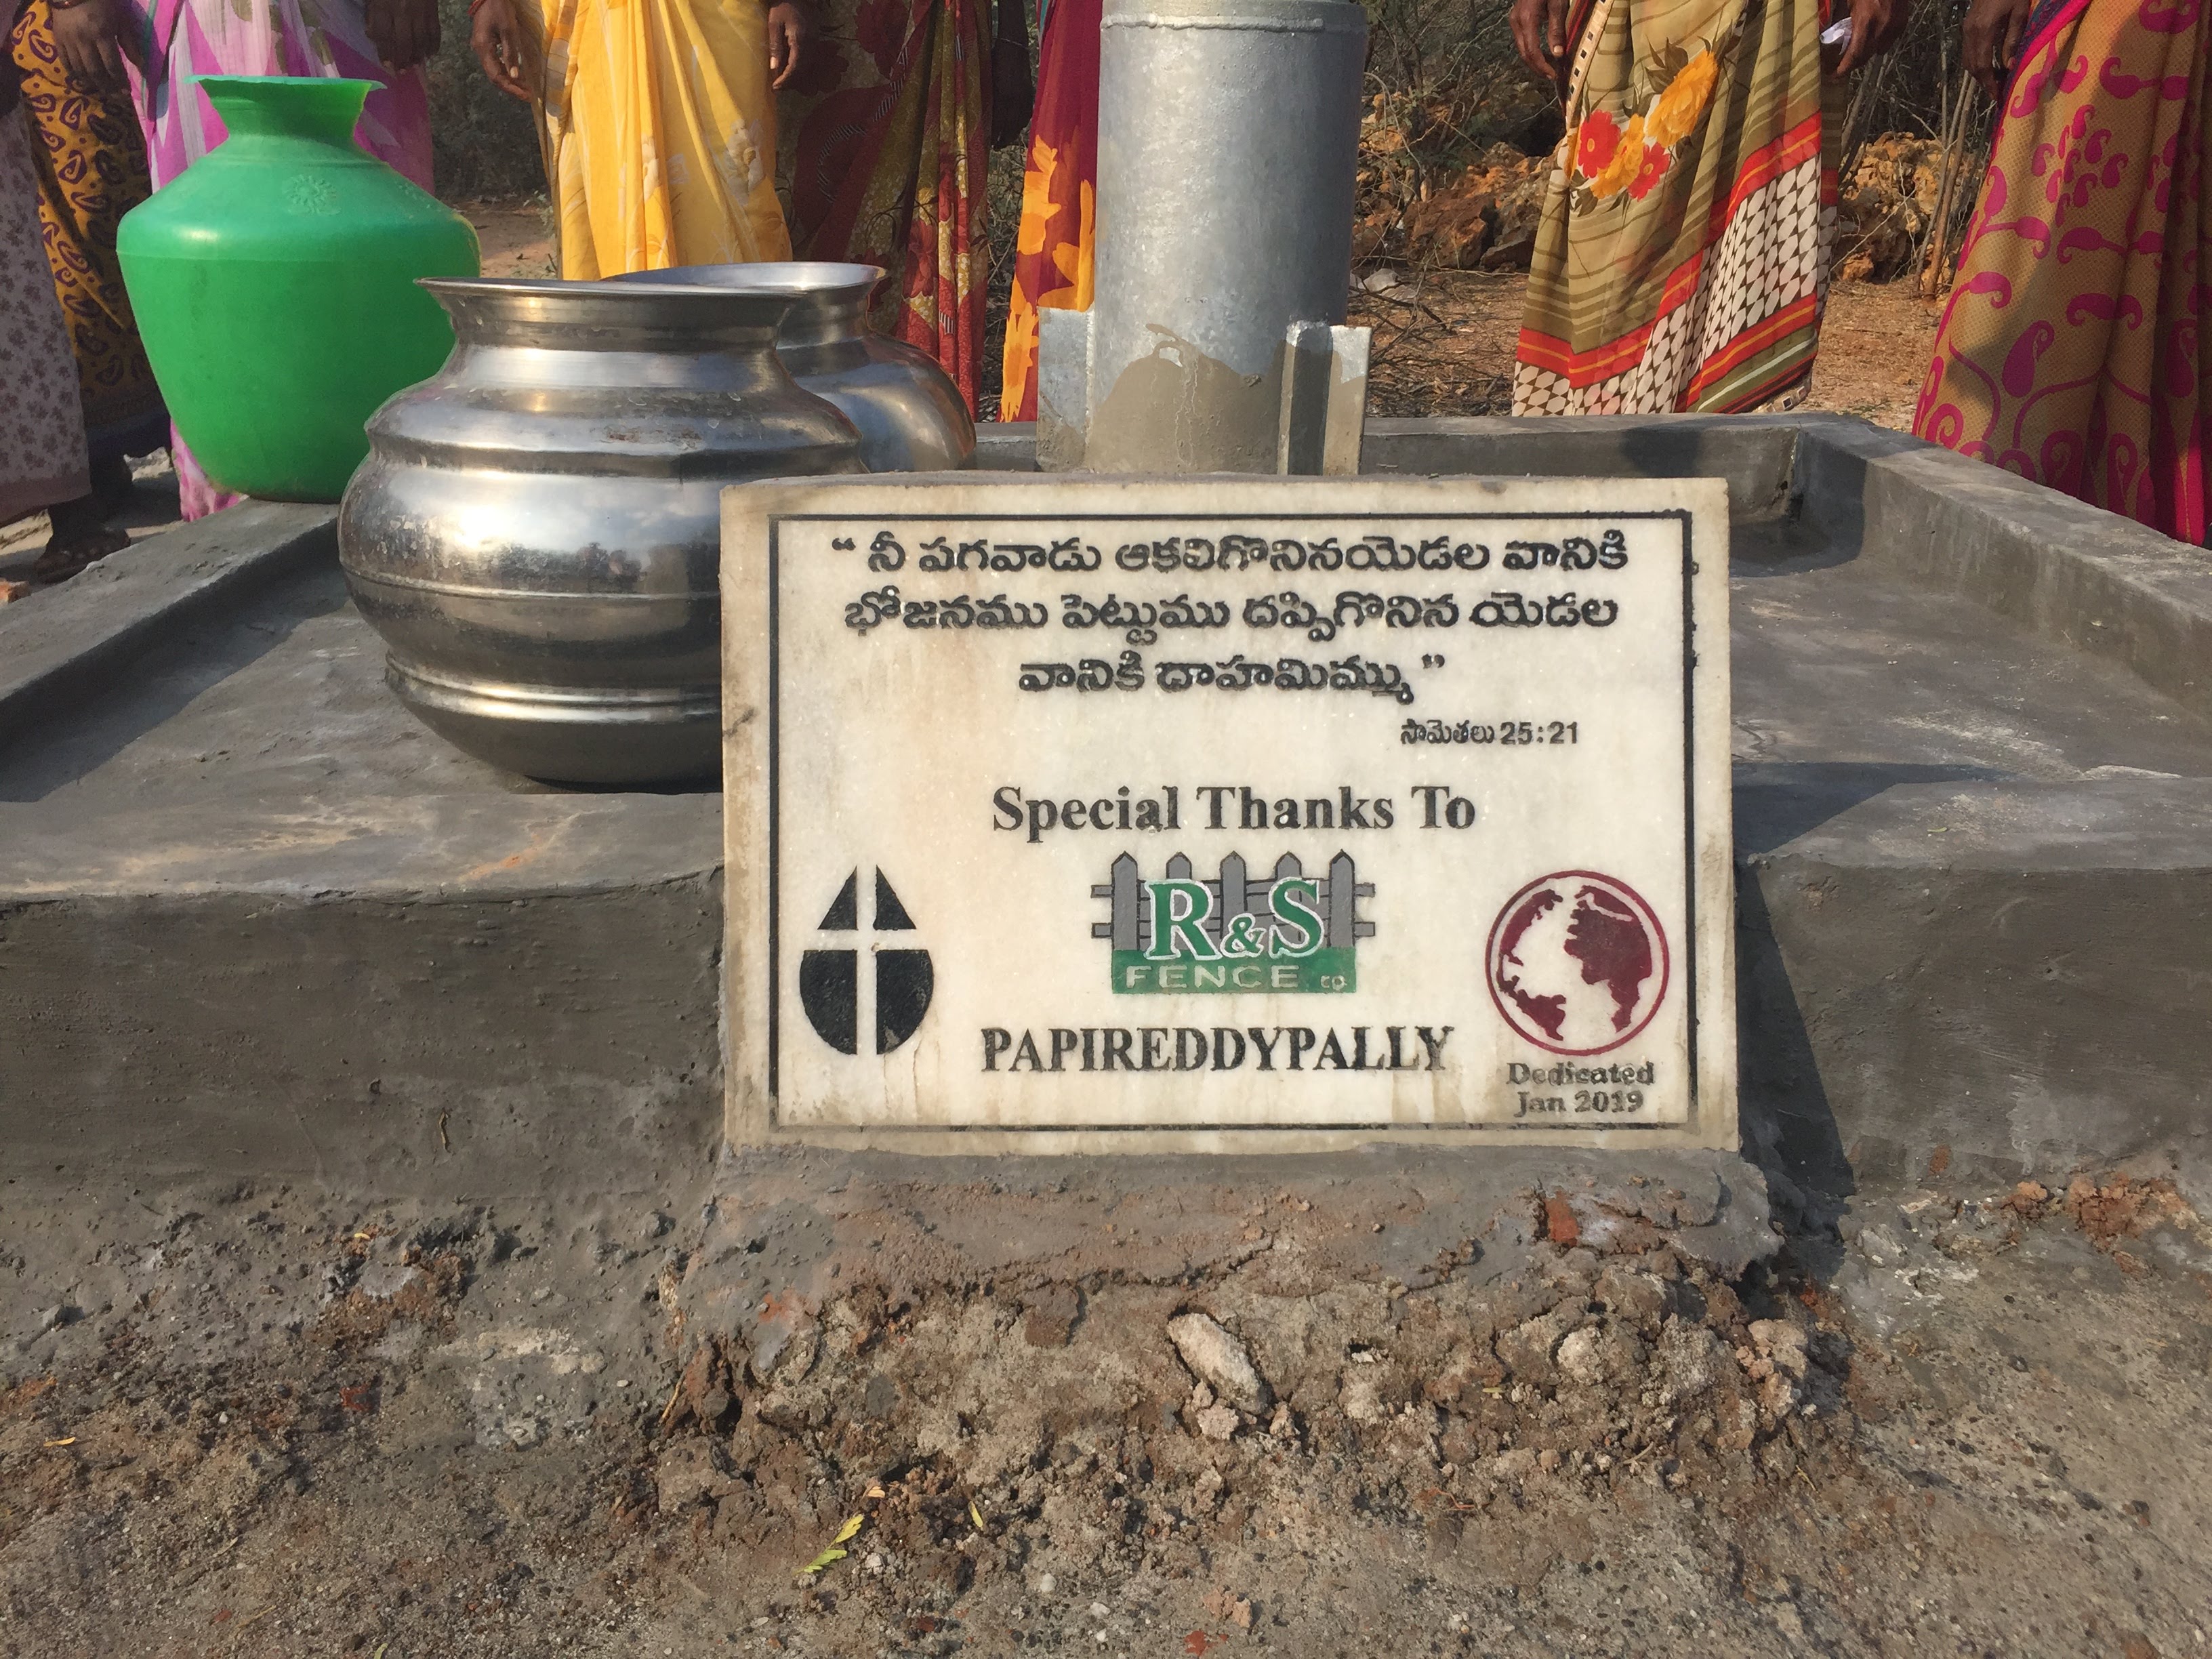 “ నీ పగవాడు ఆకలిగొనినయెడల వానికి
భోజనము పెట్టుము దప్పిగొనిన యెడల
వానికి దాహమిమ్ము ”
సామెతలు 25:21
Special Thanks To
R&S
FENCE CO.
PAPIREDDYPALLY
Dedicated
Jan 2019